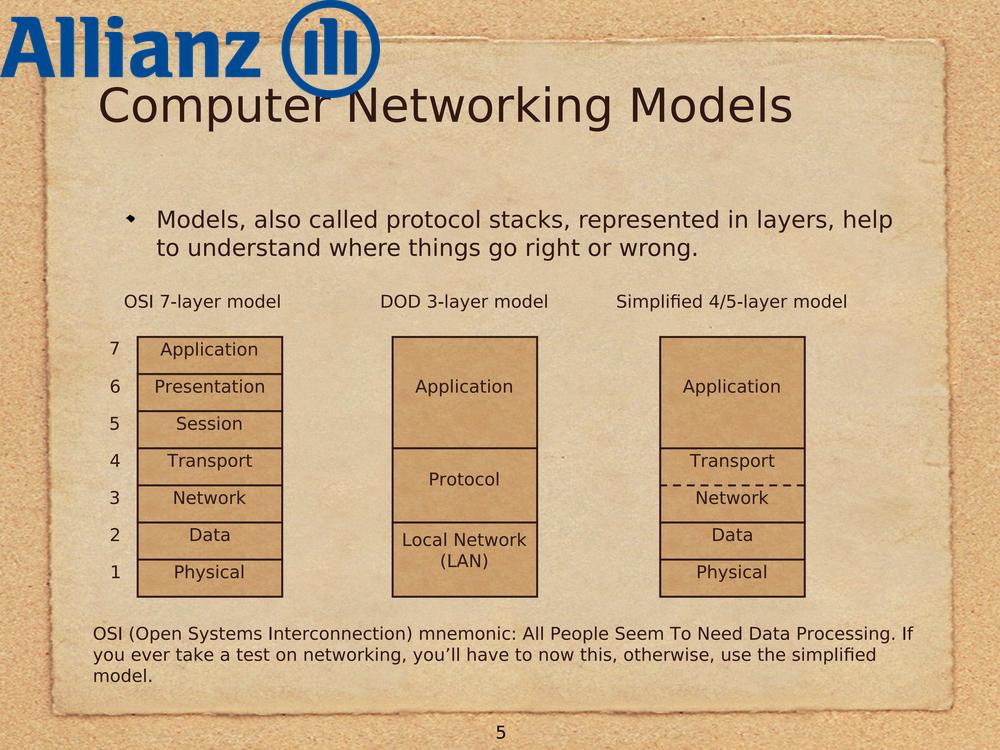 Allianz
Computer Networking Models
Models, also called protocol stacks, represented in layers, help
to understand where things go right or wrong.
OSI 7-layer model
DOD 3-layer model
Simplified 4/5-layer model
7 Application
6 Presentation
5 Session
4 Transport
3 Network
2 Data
1 Physical
Application
Protocol
Local Network
(LAN)
Application
Transport
Network
Data
Physical
OSI (Open Systems Interconnection) mnemonic: All People Seem To Need Data Processing. If
you ever take a test on networking, you’ll have to now this, otherwise, use the simplified
model.
5